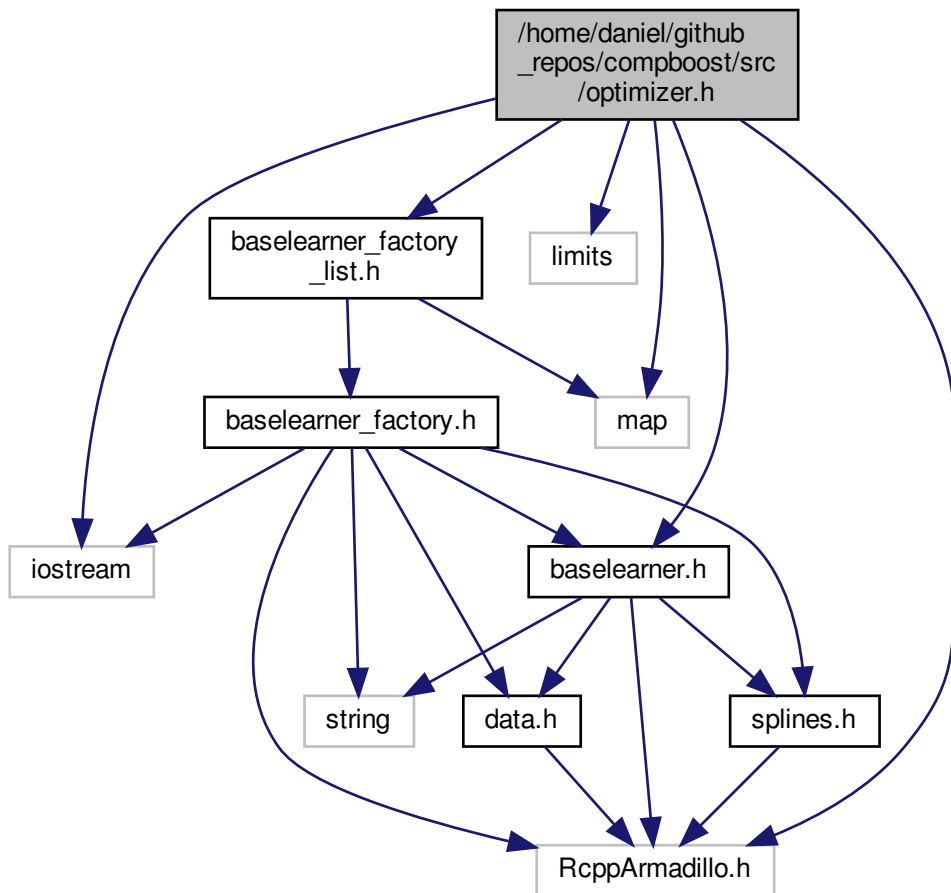 /home/daniel/github
_repos/compboost/src
/optimizer.h
baselearner_factory
_list.h
limits
baselearner_factory.h
map
iostream
baselearner.h
string
data.h
splines.h
RcppArmadillo.h